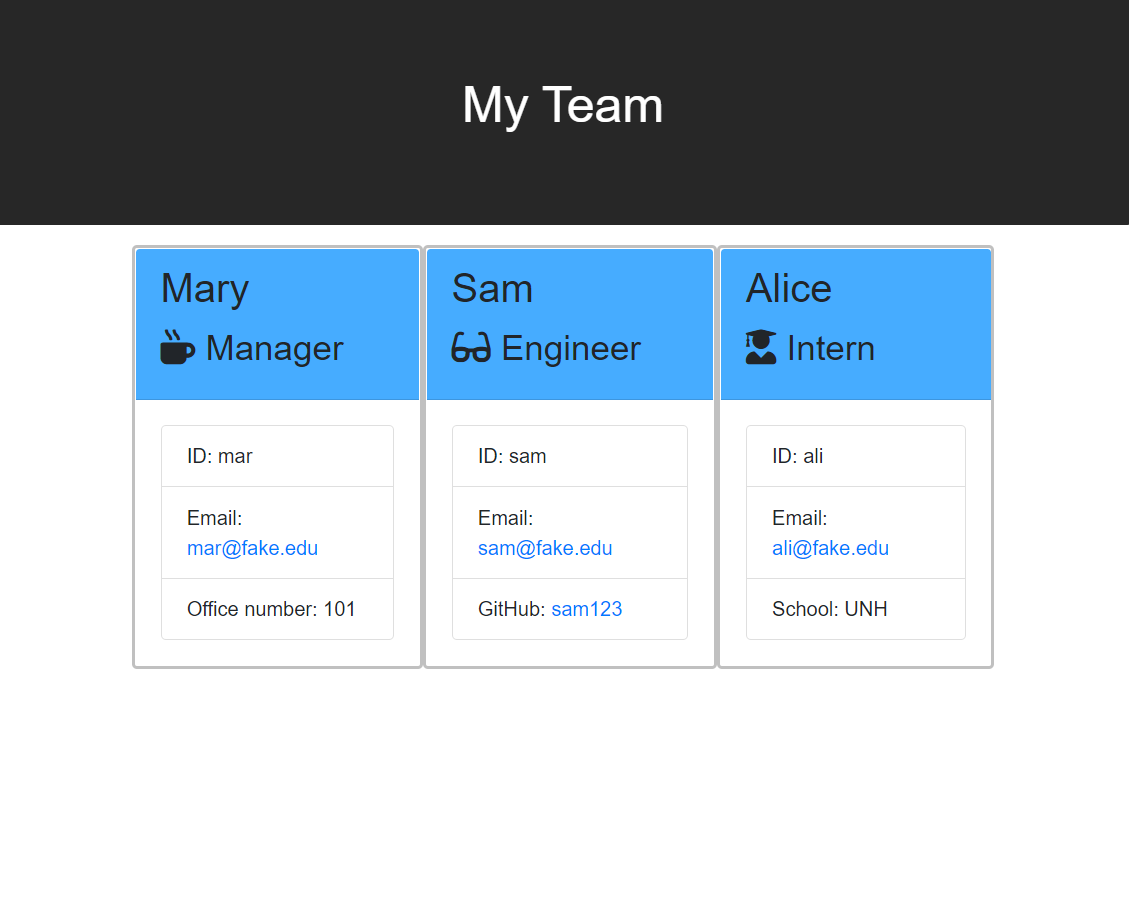 My Team
Mary
Manager
ID: mar
Email:
mar@fake.edu
Office number: 101
Sam
Engineer
ID: sam
Email:
sam@fake.edu
GitHub: sam123
Alice
Intern
ID: ali
Email:
ali@fake.edu
School: UNH